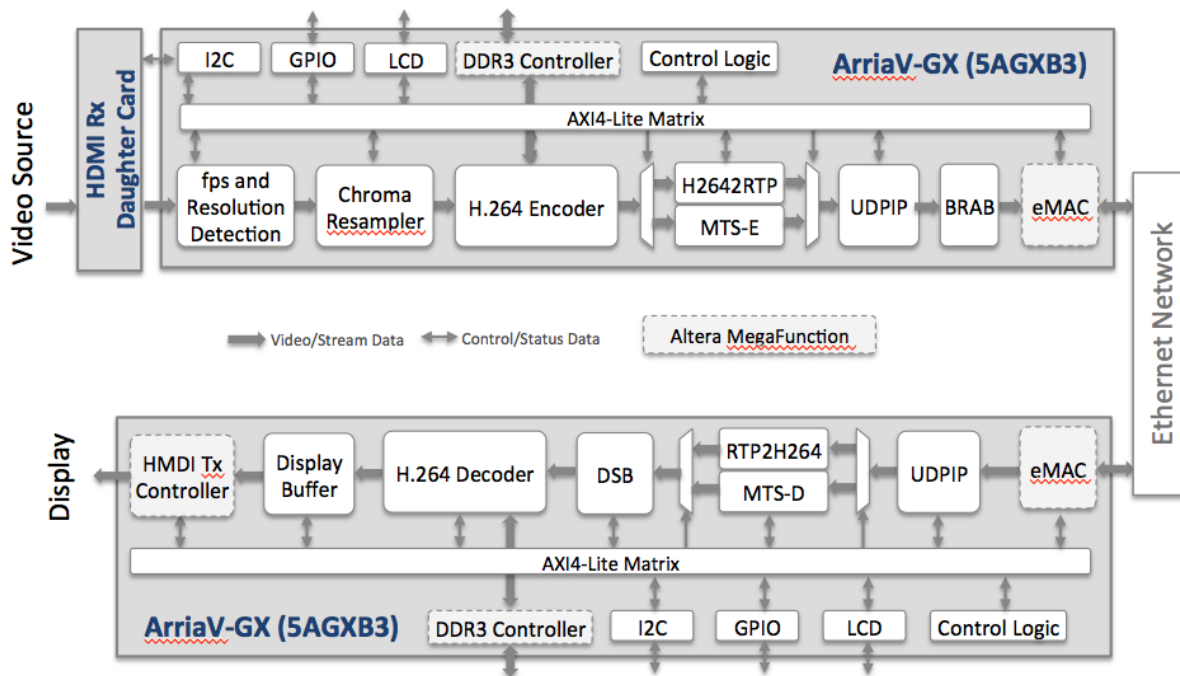 Video Source
HDMI Rx
Daughter Card
I2C
GPIO
LCD
DDR3 Controller
Control Logic
ArriaV-GX (5AGXB3)
AXI4-Lite Matrix
fps and
Resolution
Detection
Chroma
Resampler
H.264 Encoder
H2642RTP
MTS-E
UDPIP
BRAB
eMAC
Ethernet Network
Video/Stream Data
Control/Status Data
Altera MegaFunction
Display
HMDI Tx
Controller
Display
Buffer
H.264 Decoder
DSB
RTP2H264
MTS-D
UDPIP
eMAC
AXI4-Lite Matrix
ArriaV-GX (5AGXB3)
DDR3 Controller
I2C
GPIO
LCD
Control Logic